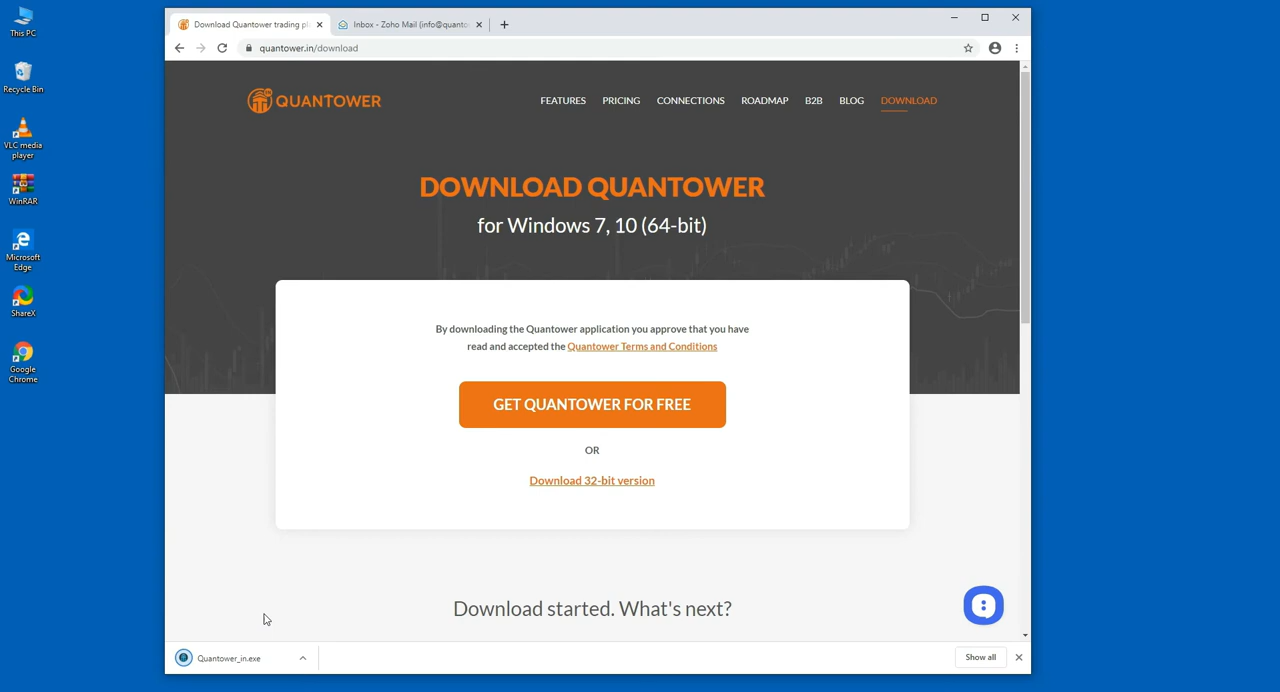 This PC
Recycle Bin
VLC media
player
WinRAR
Microsoft
Edge
ShareX
Google
Chrome
Download Quantower trading pl
Inbox - Zoho Mail (info@quanto
quantower.in/download
QUANTOWER
FEATURES
PRICING
CONNECTIONS
ROADMAP
B2B
BLOG
DOWNLOAD
DOWNLOAD QUANTOWER
for Windows 7, 10 (64-bit)
By downloading the Quantower application you approve that you have
read and accepted the Quantower Terms and Conditions
GET QUANTOWER FOR FREE
OR
Download 32-bit version
Download started. What's next?
Quantower_in.exe
Show all